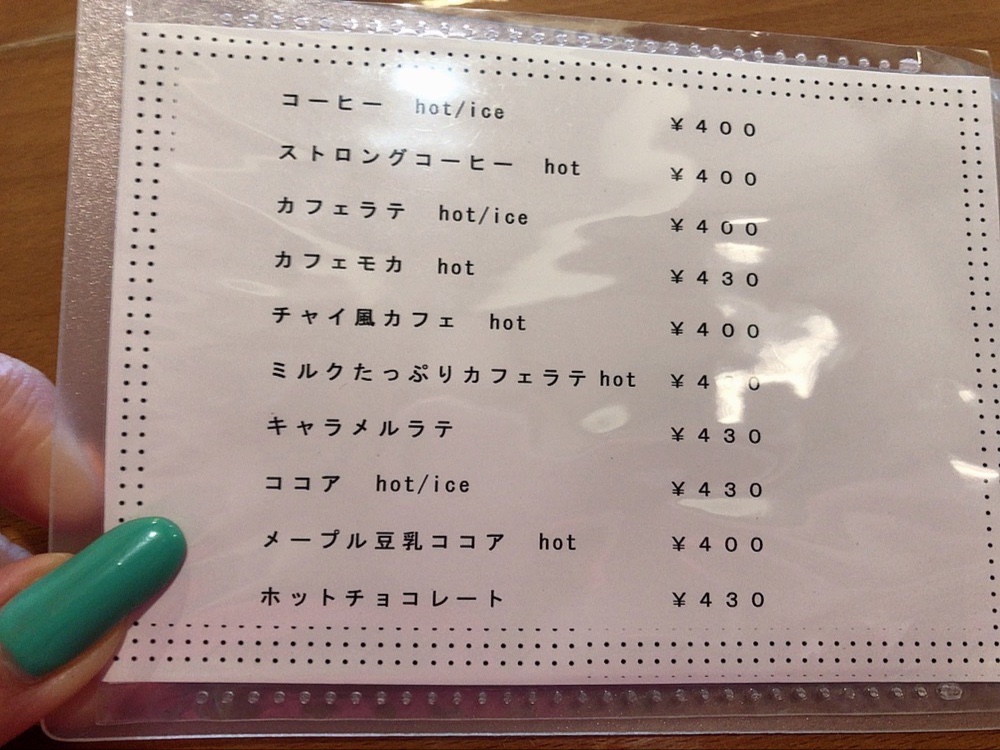 コーヒー hot/ice ¥400
ストロングコーヒー hot ¥400
カフェラテ hot/ice ¥400
カフェモカ hot ¥430
チャイ風カフェ hot ¥400
ミルクたっぷりカフェラテ hot
キャラメルラテ ¥430
ココア hot/ice ¥430
メープル豆乳ココア hot ¥400
ホットチョコレート ¥430